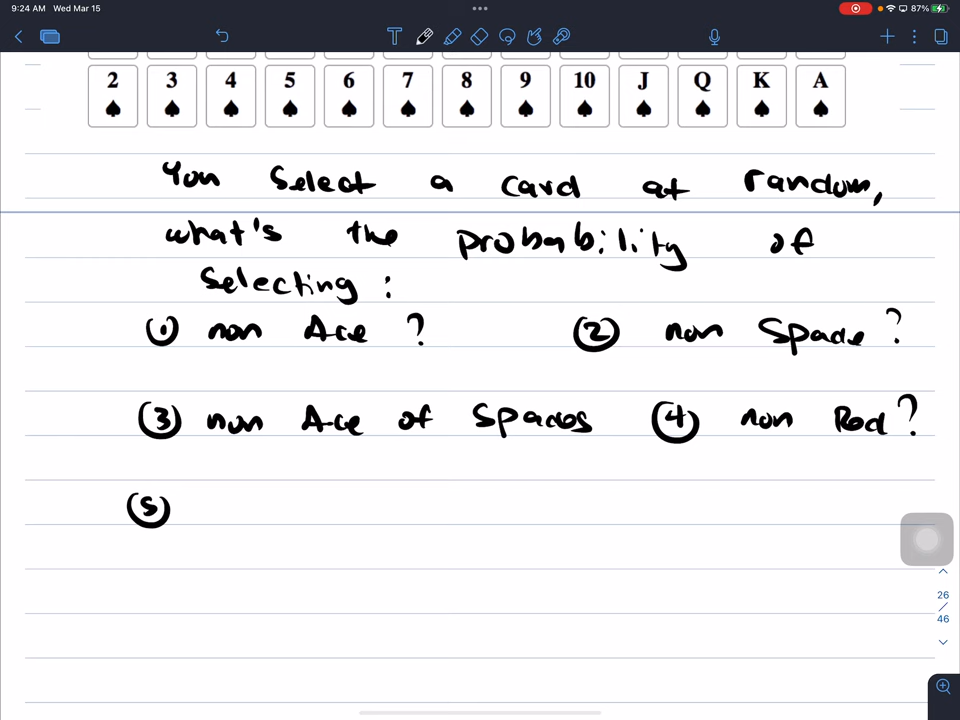 9:24 AM Wed Mar 15
87%
2 3 4 5 6 7 8 9 10 J Q K A
You select a card at random,
what's the probability of
selecting:
① non Ace ? ② non Spade ?
③ non Ace of Spades ④ non Red ?
⑤
26
/
46